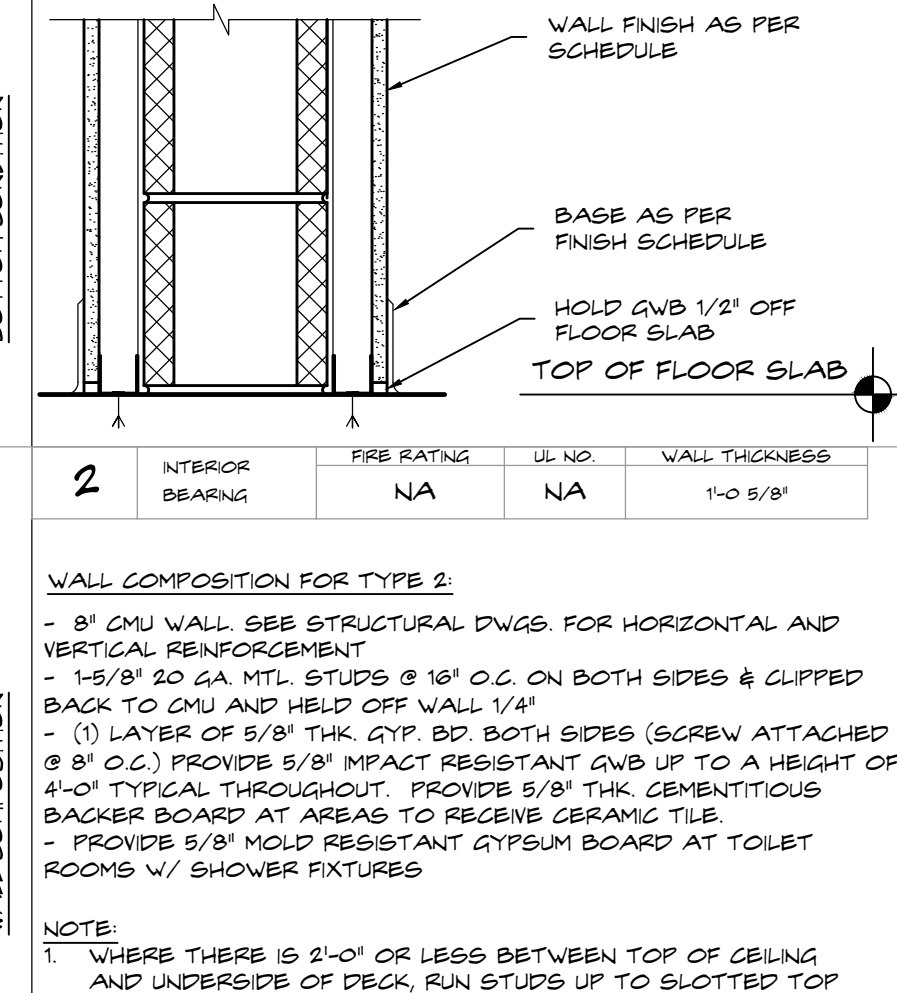 WALL FINISH AS PER
SCHEDULE
BASE AS PER
FINISH SCHEDULE
HOLD GWB 1/2" OFF
FLOOR SLAB
TOP OF FLOOR SLAB
2
INTERIOR
BEARING
FIRE RATING
NA
UL NO.
NA
WALL THICKNESS
1'-0 5/8"
WALL COMPOSITION FOR TYPE 2:
- 8" CMU WALL. SEE STRUCTURAL DWGS. FOR HORIZONTAL AND
VERTICAL REINFORCEMENT
- 1-5/8" 20 GA. MTL. STUDS @ 16" O.C. ON BOTH SIDES & CLIPPED
BACK TO CMU AND HELD OFF WALL 1/4"
- (1) LAYER OF 5/8" THK. GYP. BD. BOTH SIDES (SCREW ATTACHED
@ 8" O.C.) PROVIDE 5/8" IMPACT RESISTANT GWB UP TO A HEIGHT OF
4'-0" TYPICAL THROUGHOUT. PROVIDE 5/8" THK. CEMENTITIOUS
BACKER BOARD AT AREAS TO RECEIVE CERAMIC TILE.
- PROVIDE 5/8" MOLD RESISTANT GYPSUM BOARD AT TOILET
ROOMS W/ SHOWER FIXTURES
NOTE:
1. WHERE THERE IS 2'-0" OR LESS BETWEEN TOP OF CEILING
AND UNDERSIDE OF DECK, RUN STUDS UP TO SLOTTED TOP